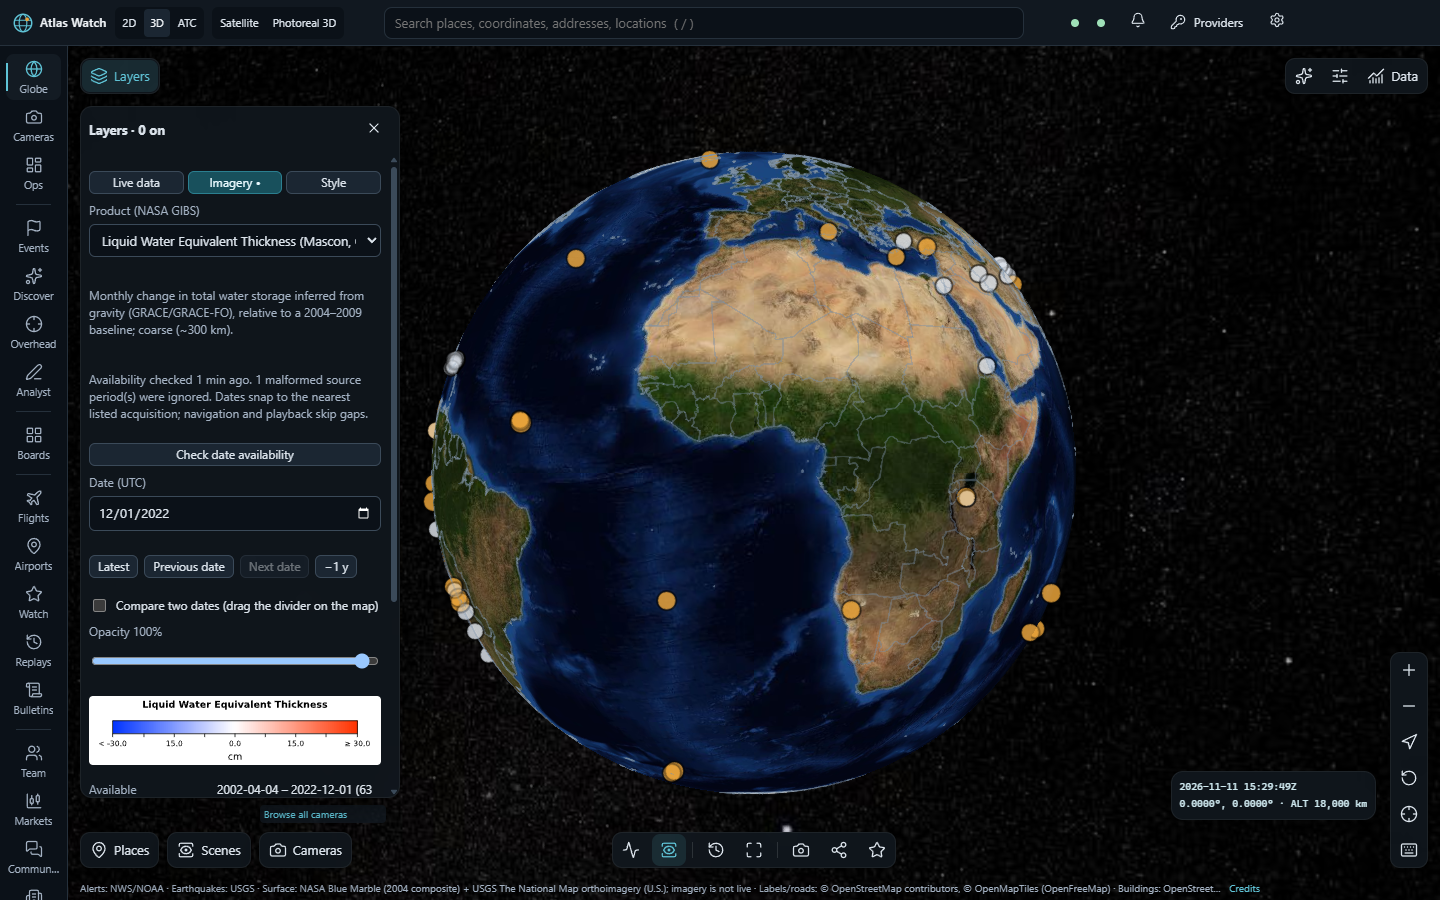 Atlas Watch
2D 3D ATC
Satellite Photoreal 3D
Search places, coordinates, addresses, locations ( / )
Providers
Globe
Cameras
Ops
Events
Discover
Overhead
Analyst
Boards
Flights
Airports
Watch
Replays
Bulletins
Team
Markets
Commun...
Layers
Data
Layers · 0 on
Live data Imagery • Style
Product (NASA GIBS)
Liquid Water Equivalent Thickness (Mascon,
Monthly change in total water storage inferred from
gravity (GRACE/GRACE-FO), relative to a 2004–2009
baseline; coarse (~300 km).
Availability checked 1 min ago. 1 malformed source
period(s) were ignored. Dates snap to the nearest
listed acquisition; navigation and playback skip gaps.
Check date availability
Date (UTC)
12/01/2022
Latest Previous date Next date −1 y
Compare two dates (drag the divider on the map)
Opacity 100%
Liquid Water Equivalent Thickness
< -30.0 15.0 0.0 15.0 ≥ 30.0
cm
Available 2002-04-04 – 2022-12-01 (63
Browse all cameras
Places Scenes Cameras
2026-11-11 15:29:49Z
0.0000°, 0.0000° · ALT 18,000 km
Alerts: NWS/NOAA · Earthquakes: USGS · Surface: NASA Blue Marble (2004 composite) + USGS The National Map orthoimagery (U.S.); imagery is not live · Labels/roads: © OpenStreetMap contributors, © OpenMapTiles (OpenFreeMap) · Buildings: OpenStreet... Credits